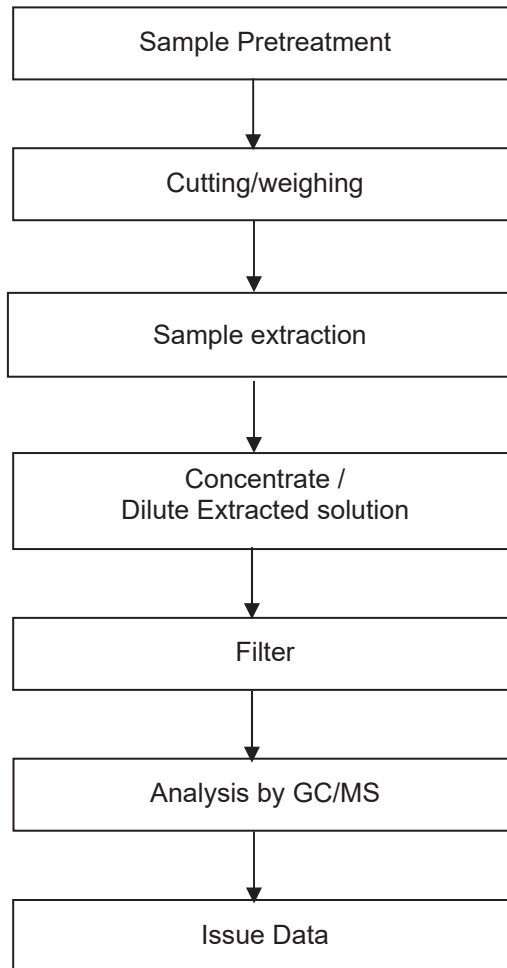 Sample Pretreatment
Cutting/weighing
Sample extraction
Concentrate /
Dilute Extracted solution
Filter
Analysis by GC/MS
Issue Data